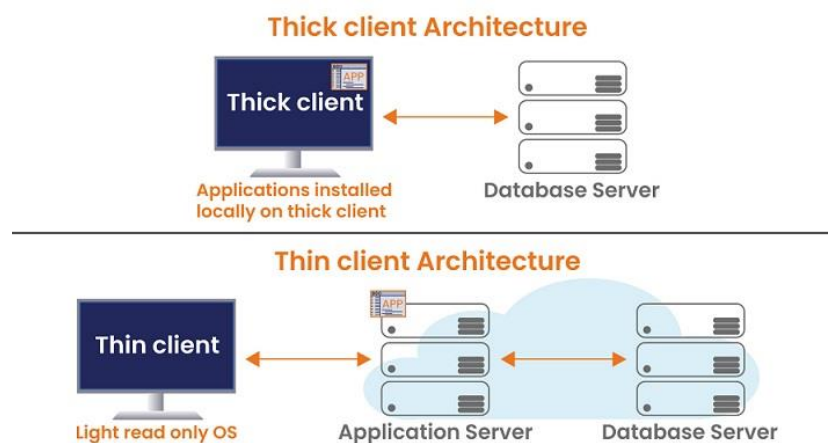 Thick client Architecture
APP
Thick client
Applications installed
locally on thick client
Database Server
Thin client Architecture
APP
Thin client
Light read only OS
Application Server
Database Server